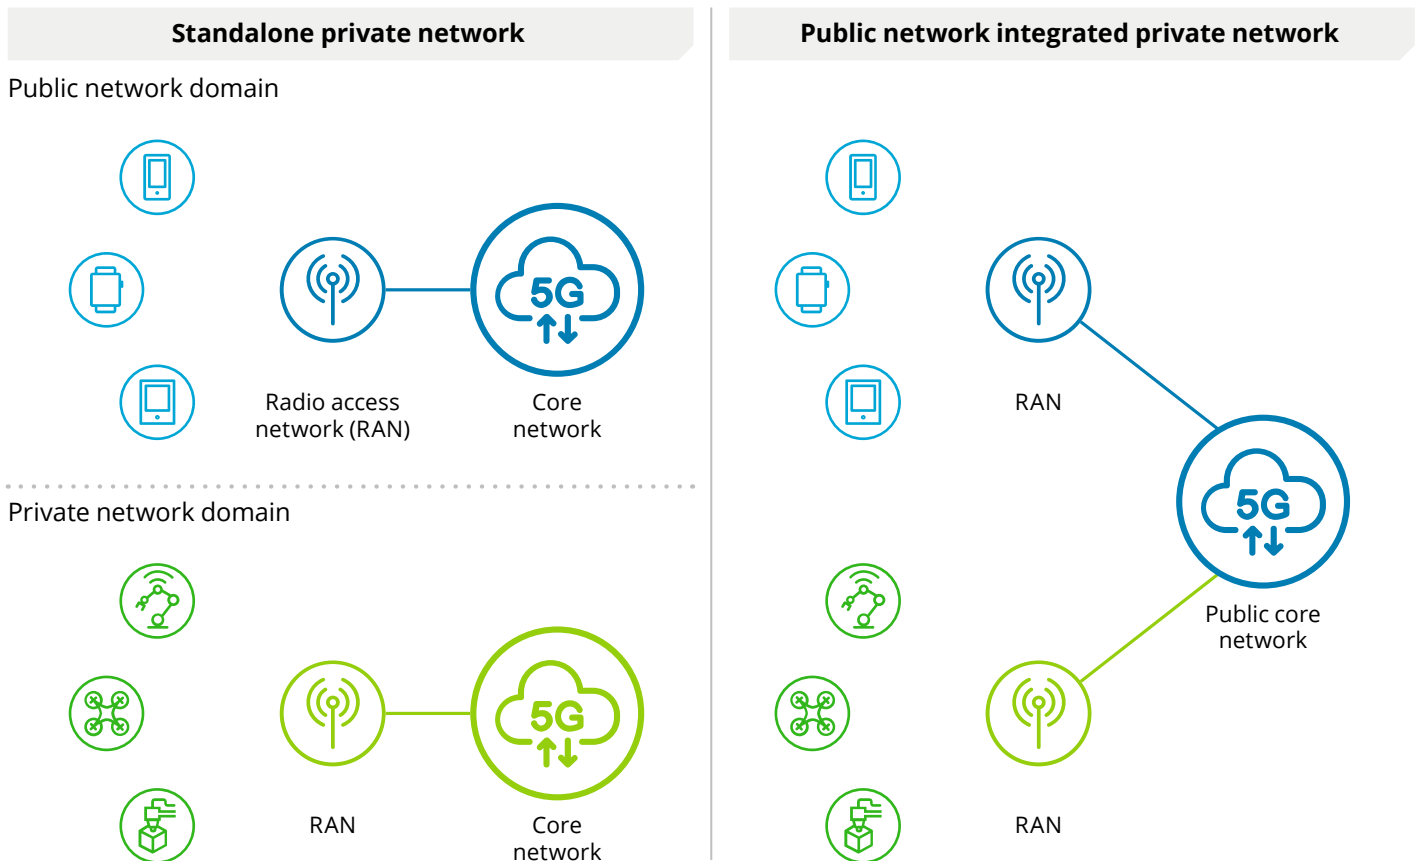 Standalone private network
Public network domain
5G
Radio access
network (RAN)
Core
network
Private network domain
5G
RAN
Core
network
Public network integrated private network
RAN
5G
Public core
network
RAN